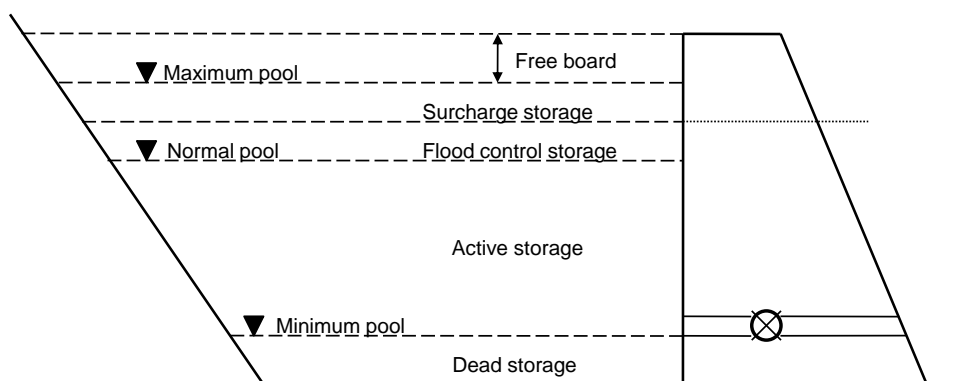 Free board
Maximum pool
Surcharge storage
Normal pool
Flood control storage
Active storage
Minimum pool
Dead storage